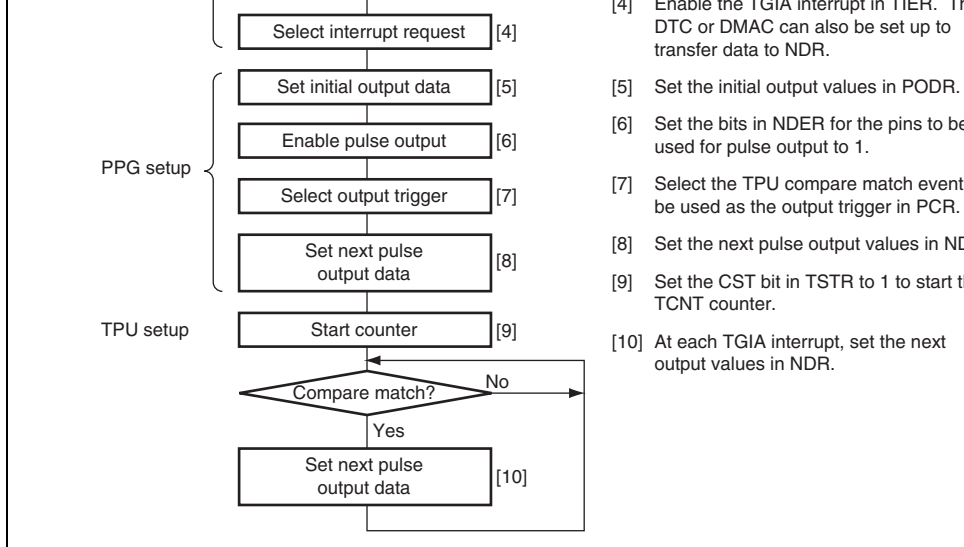 Select interrupt request [4]
Set initial output data [5]
Enable pulse output [6]
PPG setup
Select output trigger [7]
Set next pulse
output data [8]
TPU setup
Start counter [9]
Compare match?
No
Yes
Set next pulse
output data [10]
[4] Enable the TGIA interrupt in TIER.
DTC or DMAC can also be set up to
transfer data to NDR.
[5] Set the initial output values in PODR.
[6] Set the bits in NDER for the pins to be
used for pulse output to 1.
[7] Select the TPU compare match event
be used as the output trigger in PCR.
[8] Set the next pulse output values in
[9] Set the CST bit in TSTR to 1 to start
TCNT counter.
[10] At each TGIA interrupt, set the next
output values in NDR.